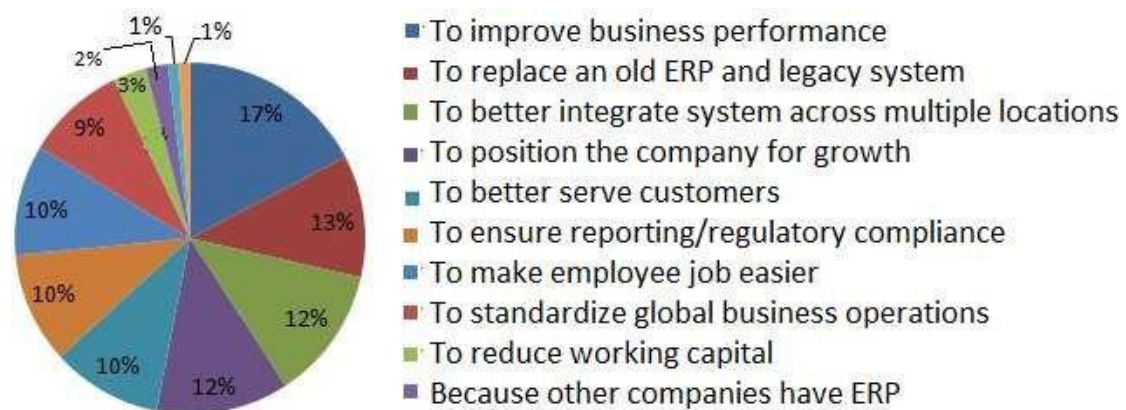 1%
1%
2%
3%
17%
9%
13%
10%
10%
12%
10%
12%
To improve business performance
To replace an old ERP and legacy system
To better integrate system across multiple locations
To position the company for growth
To better serve customers
To ensure reporting/regulatory compliance
To make employee job easier
To standardize global business operations
To reduce working capital
Because other companies have ERP